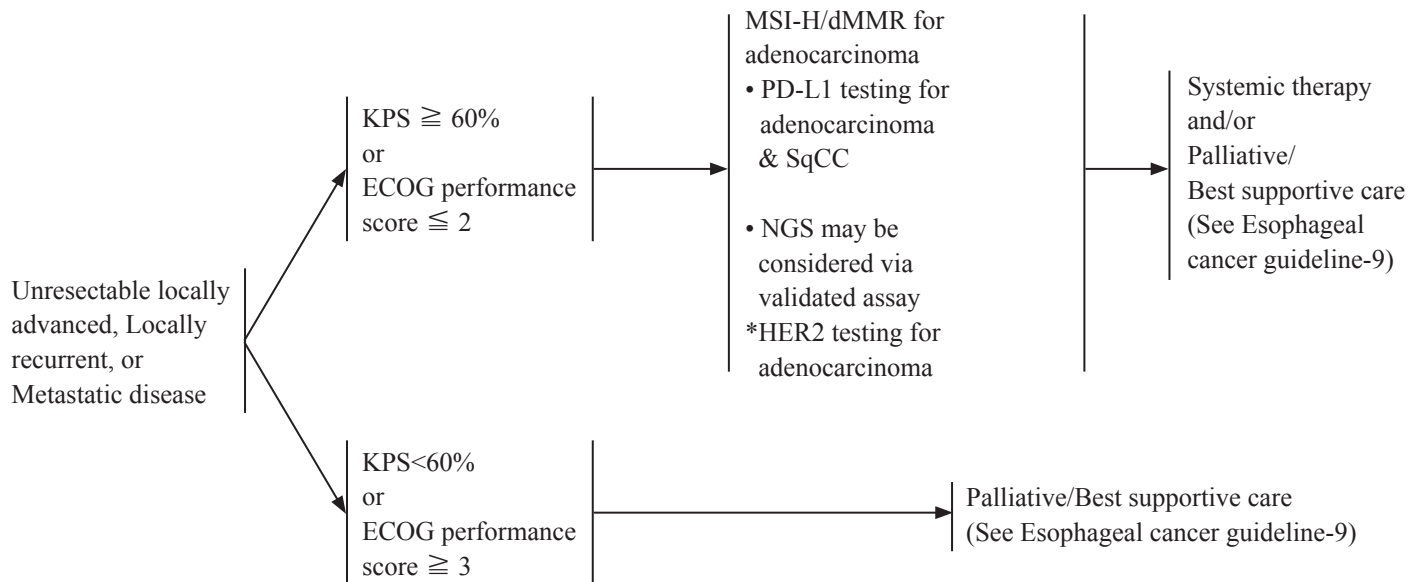 Unresectable locally
advanced, Locally
recurrent, or
Metastatic disease
KPS ≧ 60%
or
ECOG performance
score ≦ 2
MSI-H/dMMR for
adenocarcinoma
• PD-L1 testing for
adenocarcinoma
& SqCC
• NGS may be
considered via
validated assay
*HER2 testing for
adenocarcinoma
Systemic therapy
and/or
Palliative/
Best supportive care
(See Esophageal
cancer guideline-9)
KPS<60%
or
ECOG performance
score ≧ 3
Palliative/Best supportive care
(See Esophageal cancer guideline-9)